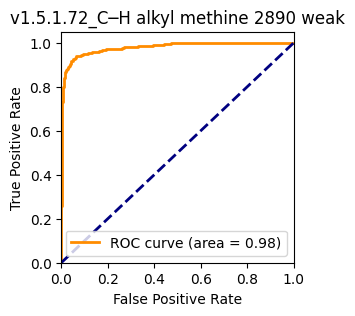 v1.5.1.72_C─H alkyl methine 2890 weak
True Positive Rate
1.0
0.8
0.6
0.4
0.2
0.0
ROC curve (area = 0.98)
0.0 0.2 0.4 0.6 0.8 1.0
False Positive Rate